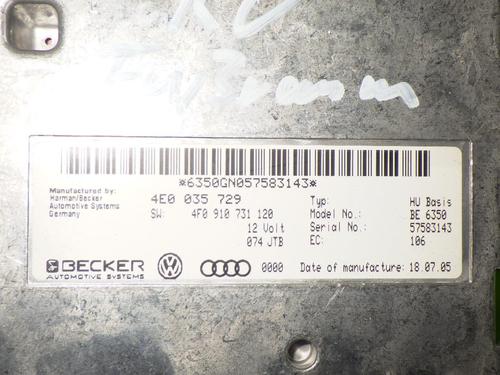 *6350GN057583143*
Manufactured by:
Harman/Becker
Automotive Systems
Germany
4E0 035 729
SW: 4F0 910 731 120
12 Volt
074 JTB
Typ: HU Basis
Model No.: BE 6350
Serial No.: 57583143
EC: 106
BECKER
AUTOMOTIVE SYSTEMS
0000 Date of manufacture: 18.07.05